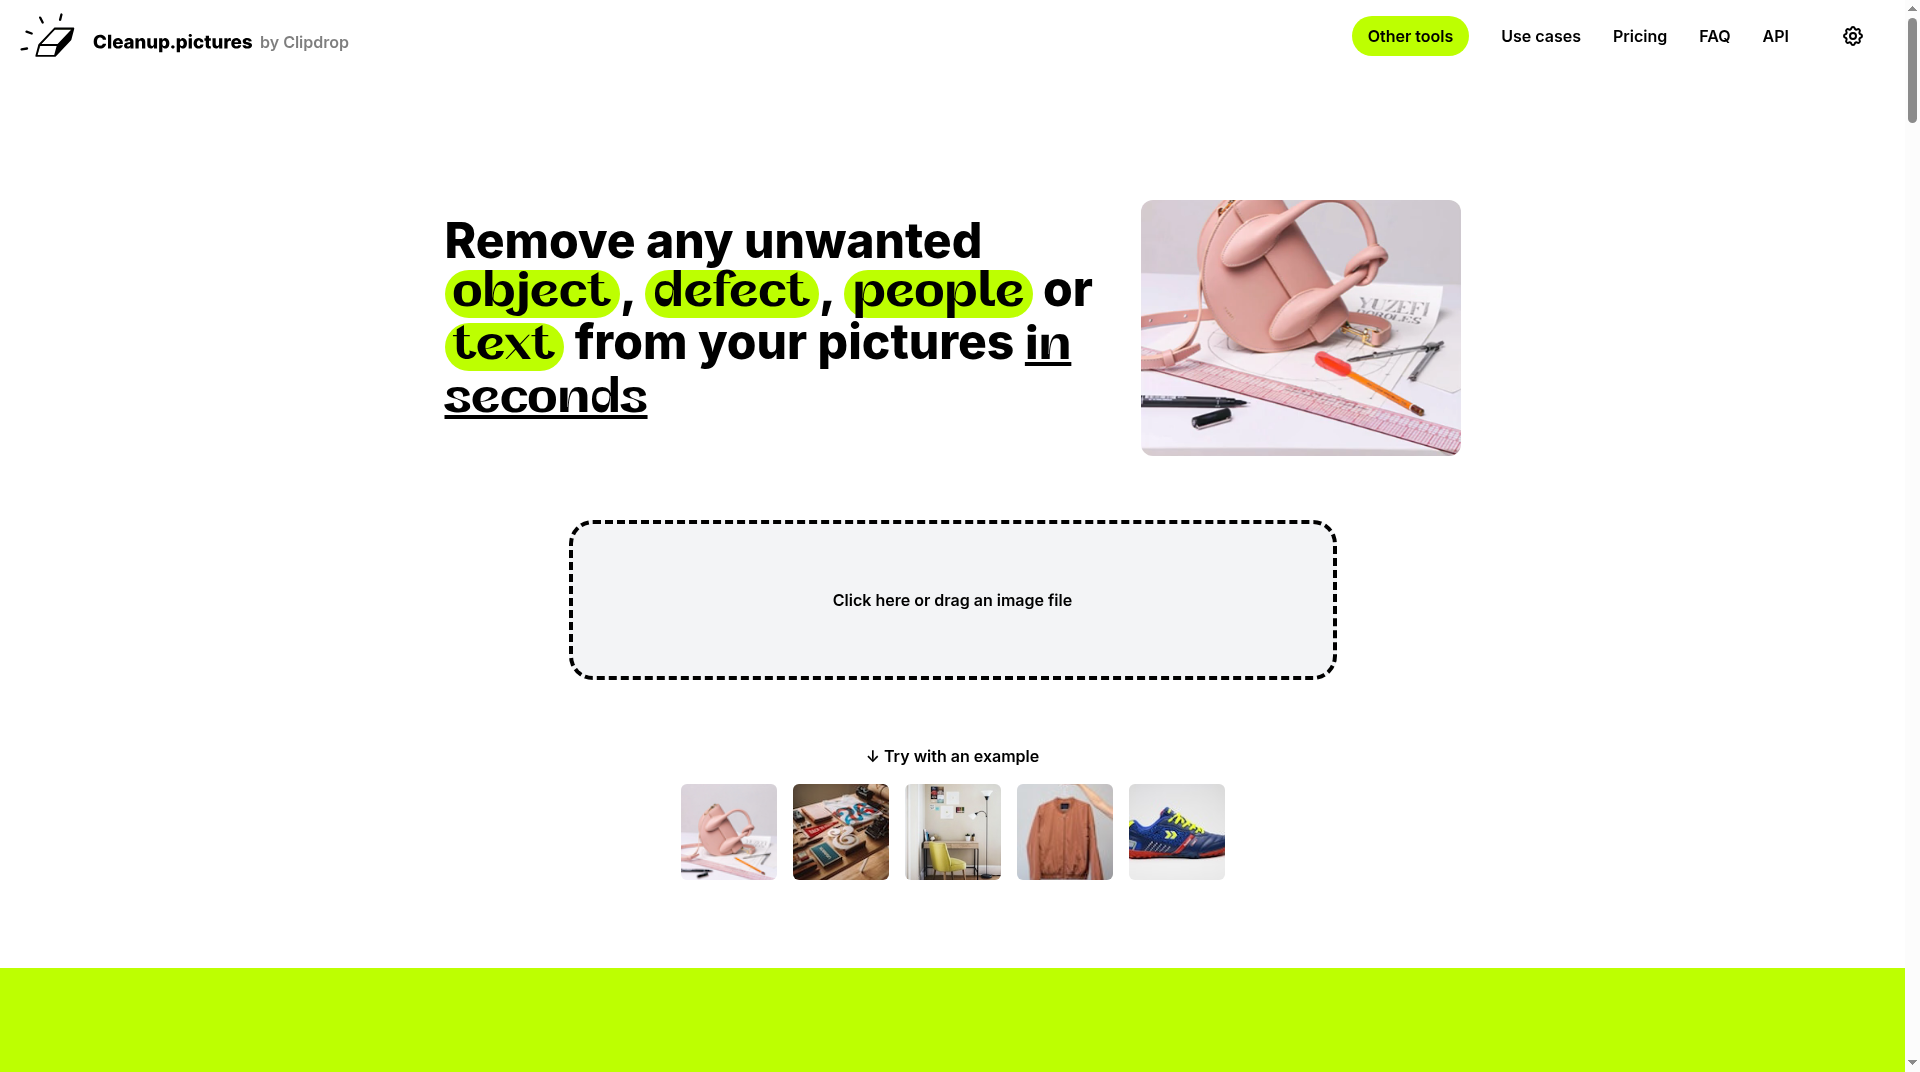 Cleanup.pictures by Clipdrop
Other tools
Use cases
Pricing
FAQ
API
Remove any unwanted
object, defect, people or
text from your pictures in
seconds
YUZEFI
Click here or drag an image file
↓ Try with an example